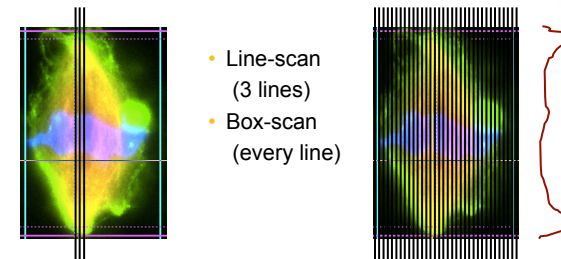 • Line-scan
(3 lines)
• Box-scan
(every line)